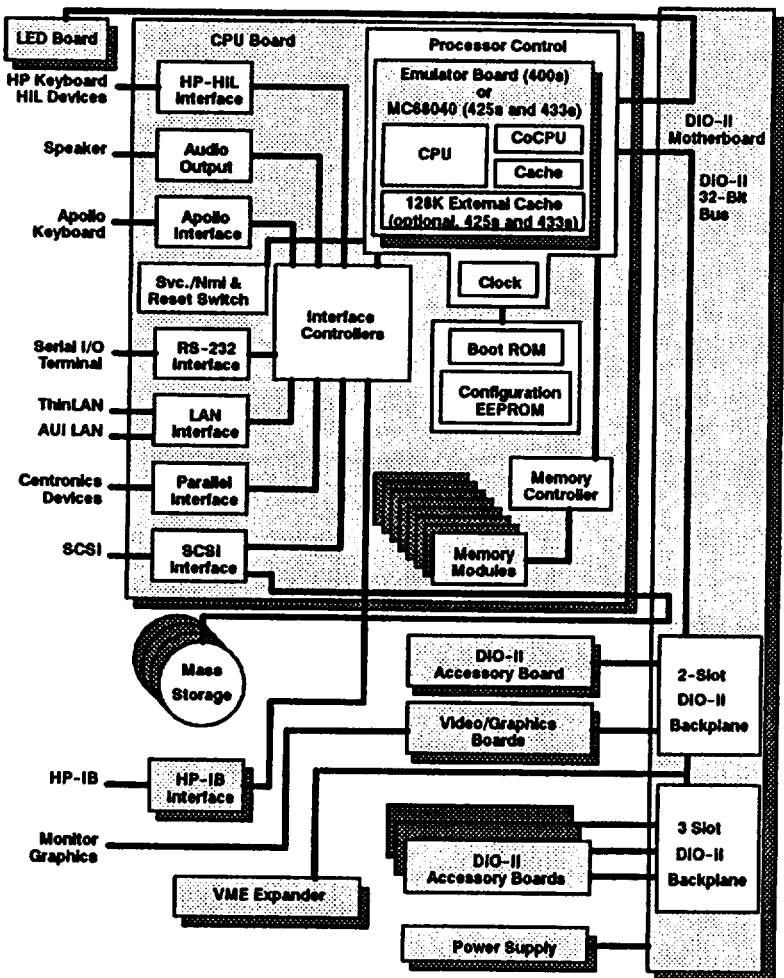 LED Board
CPU Board
Processor Control
HP Keyboard
HIL Devices
HP-HIL
Interface
Emulator Board (400s)
or
MC68040 (425s and 433s)
CPU
CoCPU
Cache
128K External Cache
(optional, 425s and 433s)
DIO-II
Motherboard
DIO-II
32-Bit
Bus
Speaker
Audio
Output
Apollo
Keyboard
Apollo
Interface
Svc./Nmi &
Reset Switch
Interface
Controllers
Clock
Boot ROM
Configuration
EEPROM
Serial I/O
Terminal
RS-232
Interface
ThinLAN
AUI LAN
LAN
Interface
Centronics
Devices
Parallel
Interface
Memory
Controller
Memory
Modules
SCSI
SCSI
Interface
Mass
Storage
DIO-II
Accessory Board
2-Slot
DIO-II
Backplane
Video/Graphics
Boards
HP-IB
HP-IB
Interface
Monitor
Graphics
DIO-II
Accessory Boards
3 Slot
DIO-II
Backplane
VME Expander
Power Supply